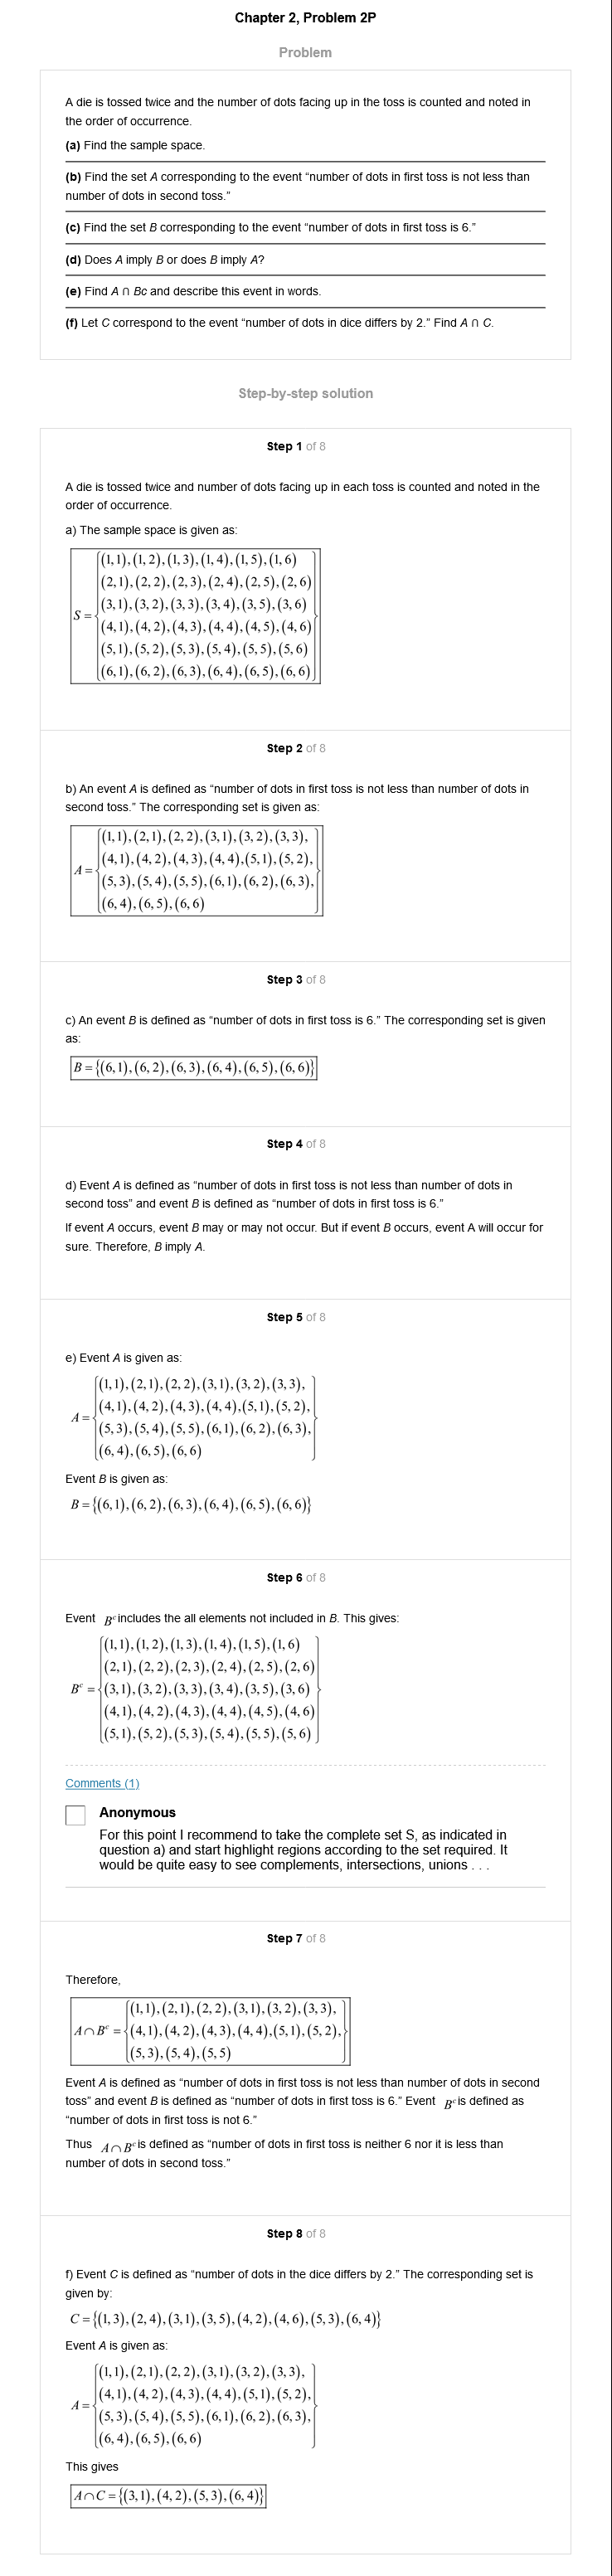 Chapter 2, Problem 2P
Problem
A die is tossed twice and the number of dots facing up in the toss is counted and noted in
the order of occurrence.
(a) Find the sample space.
(b) Find the set A corresponding to the event “number of dots in first toss is not less than
number of dots in second toss.”
(c) Find the set B corresponding to the event “number of dots in first toss is 6.”
(d) Does A imply B or does B imply A?
(e) Find A ∩ Bc and describe this event in words.
(f) Let C correspond to the event “number of dots in dice differs by 2.” Find A ∩ C.
Step-by-step solution
Step 1 of 8
A die is tossed twice and number of dots facing up in each toss is counted and noted in the
order of occurrence.
a) The sample space is given as:
(1,1),(1,2),(1,3),(1,4),(1,5),(1,6)
(2,1),(2,2),(2,3),(2,4),(2,5),(2,6)
S = { (3,1),(3,2),(3,3),(3,4),(3,5),(3,6) }
(4,1),(4,2),(4,3),(4,4),(4,5),(4,6)
(5,1),(5,2),(5,3),(5,4),(5,5),(5,6)
(6,1),(6,2),(6,3),(6,4),(6,5),(6,6)
Step 2 of 8
b) An event A is defined as “number of dots in first toss is not less than number of dots in
second toss.” The corresponding set is given as:
(1,1),(2,1),(2,2),(3,1),(3,2),(3,3),
A = { (4,1),(4,2),(4,3),(4,4),(5,1),(5,2), }
(5,3),(5,4),(5,5),(6,1),(6,2),(6,3),
(6,4),(6,5),(6,6)
Step 3 of 8
c) An event B is defined as “number of dots in first toss is 6.” The corresponding set is given
as:
B = {(6,1),(6,2),(6,3),(6,4),(6,5),(6,6)}
Step 4 of 8
d) Event A is defined as “number of dots in first toss is not less than number of dots in
second toss” and event B is defined as “number of dots in first toss is 6.”
If event A occurs, event B may or may not occur. But if event B occurs, event A will occur for
sure. Therefore, B imply A.
Step 5 of 8
e) Event A is given as:
(1,1),(2,1),(2,2),(3,1),(3,2),(3,3),
A = { (4,1),(4,2),(4,3),(4,4),(5,1),(5,2), }
(5,3),(5,4),(5,5),(6,1),(6,2),(6,3),
(6,4),(6,5),(6,6)
Event B is given as:
B = {(6,1),(6,2),(6,3),(6,4),(6,5),(6,6)}
Step 6 of 8
Event Bᶜ includes the all elements not included in B. This gives:
(1,1),(1,2),(1,3),(1,4),(1,5),(1,6)
(2,1),(2,2),(2,3),(2,4),(2,5),(2,6)
Bᶜ = { (3,1),(3,2),(3,3),(3,4),(3,5),(3,6) }
(4,1),(4,2),(4,3),(4,4),(4,5),(4,6)
(5,1),(5,2),(5,3),(5,4),(5,5),(5,6)
Comments (1)
Anonymous
For this point I recommend to take the complete set S, as indicated in
question a) and start highlight regions according to the set required. It
would be quite easy to see complements, intersections, unions . . .
Step 7 of 8
Therefore,
(1,1),(2,1),(2,2),(3,1),(3,2),(3,3),
A∩Bᶜ = { (4,1),(4,2),(4,3),(4,4),(5,1),(5,2), }
(5,3),(5,4),(5,5)
Event A is defined as “number of dots in first toss is not less than number of dots in second
toss” and event B is defined as “number of dots in first toss is 6.” Event Bᶜ is defined as
“number of dots in first toss is not 6.”
Thus A∩Bᶜ is defined as “number of dots in first toss is neither 6 nor it is less than
number of dots in second toss.”
Step 8 of 8
f) Event C is defined as “number of dots in the dice differs by 2.” The corresponding set is
given by:
C = {(1,3),(2,4),(3,1),(3,5),(4,2),(4,6),(5,3),(6,4)}
Event A is given as:
(1,1),(2,1),(2,2),(3,1),(3,2),(3,3),
A = { (4,1),(4,2),(4,3),(4,4),(5,1),(5,2), }
(5,3),(5,4),(5,5),(6,1),(6,2),(6,3),
(6,4),(6,5),(6,6)
This gives
A∩C = {(3,1),(4,2),(5,3),(6,4)}